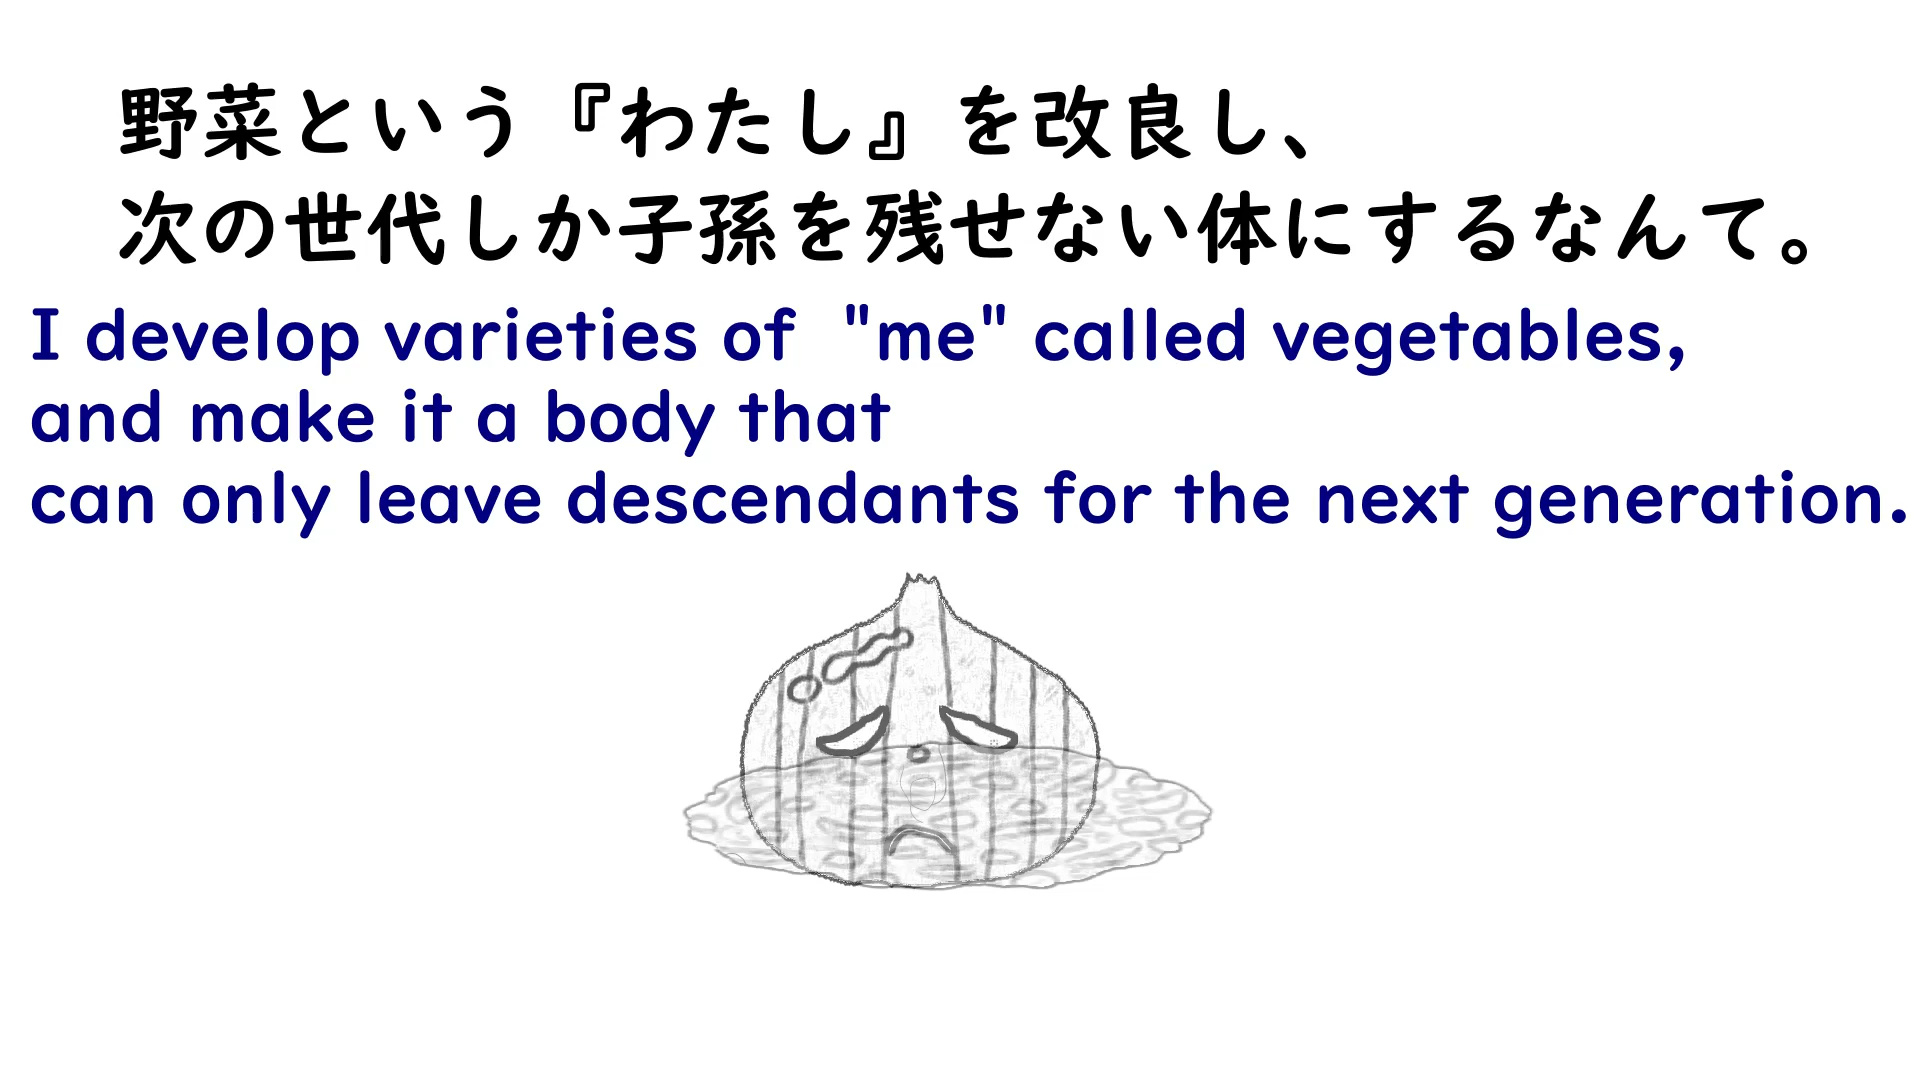 野菜という『わたし』を改良し、
次の世代しか子孫を残せない体にするなんて。
I develop varieties of "me" called vegetables,
and make it a body that
can only leave descendants for the next generation.